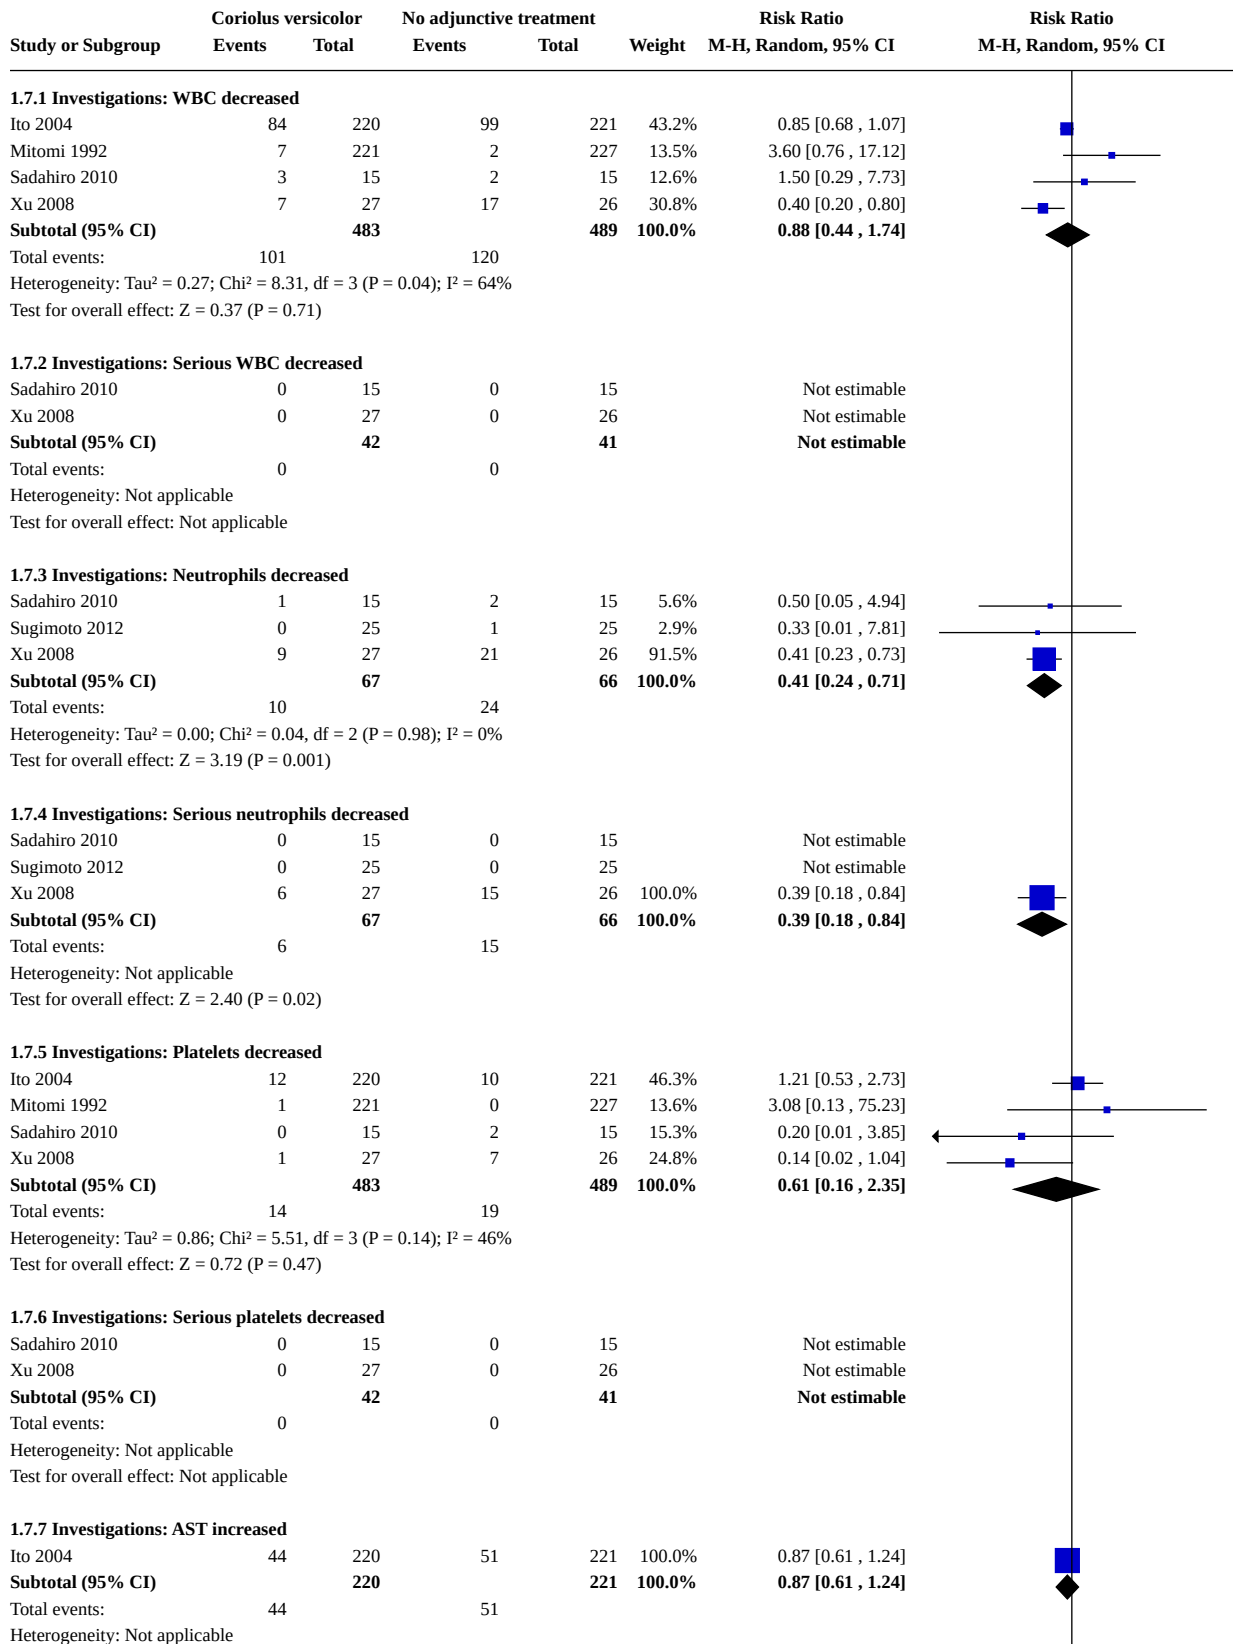 Coriolus versicolor No adjunctive treatment Risk Ratio Risk Ratio
Study or Subgroup Events Total Events Total Weight M-H, Random, 95% CI M-H, Random, 95% CI
1.7.1 Investigations: WBC decreased
Ito 2004 84 220 99 221 43.2% 0.85 [0.68 , 1.07]
Mitomi 1992 7 221 2 227 13.5% 3.60 [0.76 , 17.12]
Sadahiro 2010 3 15 2 15 12.6% 1.50 [0.29 , 7.73]
Xu 2008 7 27 17 26 30.8% 0.40 [0.20 , 0.80]
Subtotal (95% CI) 483 489 100.0% 0.88 [0.44 , 1.74]
Total events: 101 120
Heterogeneity: Tau² = 0.27; Chi² = 8.31, df = 3 (P = 0.04); I² = 64%
Test for overall effect: Z = 0.37 (P = 0.71)
1.7.2 Investigations: Serious WBC decreased
Sadahiro 2010 0 15 0 15 Not estimable
Xu 2008 0 27 0 26 Not estimable
Subtotal (95% CI) 42 41 Not estimable
Total events: 0 0
Heterogeneity: Not applicable
Test for overall effect: Not applicable
1.7.3 Investigations: Neutrophils decreased
Sadahiro 2010 1 15 2 15 5.6% 0.50 [0.05 , 4.94]
Sugimoto 2012 0 25 1 25 2.9% 0.33 [0.01 , 7.81]
Xu 2008 9 27 21 26 91.5% 0.41 [0.23 , 0.73]
Subtotal (95% CI) 67 66 100.0% 0.41 [0.24 , 0.71]
Total events: 10 24
Heterogeneity: Tau² = 0.00; Chi² = 0.04, df = 2 (P = 0.98); I² = 0%
Test for overall effect: Z = 3.19 (P = 0.001)
1.7.4 Investigations: Serious neutrophils decreased
Sadahiro 2010 0 15 0 15 Not estimable
Sugimoto 2012 0 25 0 25 Not estimable
Xu 2008 6 27 15 26 100.0% 0.39 [0.18 , 0.84]
Subtotal (95% CI) 67 66 100.0% 0.39 [0.18 , 0.84]
Total events: 6 15
Heterogeneity: Not applicable
Test for overall effect: Z = 2.40 (P = 0.02)
1.7.5 Investigations: Platelets decreased
Ito 2004 12 220 10 221 46.3% 1.21 [0.53 , 2.73]
Mitomi 1992 1 221 0 227 13.6% 3.08 [0.13 , 75.23]
Sadahiro 2010 0 15 2 15 15.3% 0.20 [0.01 , 3.85]
Xu 2008 1 27 7 26 24.8% 0.14 [0.02 , 1.04]
Subtotal (95% CI) 483 489 100.0% 0.61 [0.16 , 2.35]
Total events: 14 19
Heterogeneity: Tau² = 0.86; Chi² = 5.51, df = 3 (P = 0.14); I² = 46%
Test for overall effect: Z = 0.72 (P = 0.47)
1.7.6 Investigations: Serious platelets decreased
Sadahiro 2010 0 15 0 15 Not estimable
Xu 2008 0 27 0 26 Not estimable
Subtotal (95% CI) 42 41 Not estimable
Total events: 0 0
Heterogeneity: Not applicable
Test for overall effect: Not applicable
1.7.7 Investigations: AST increased
Ito 2004 44 220 51 221 100.0% 0.87 [0.61 , 1.24]
Subtotal (95% CI) 220 221 100.0% 0.87 [0.61 , 1.24]
Total events: 44 51
Heterogeneity: Not applicable